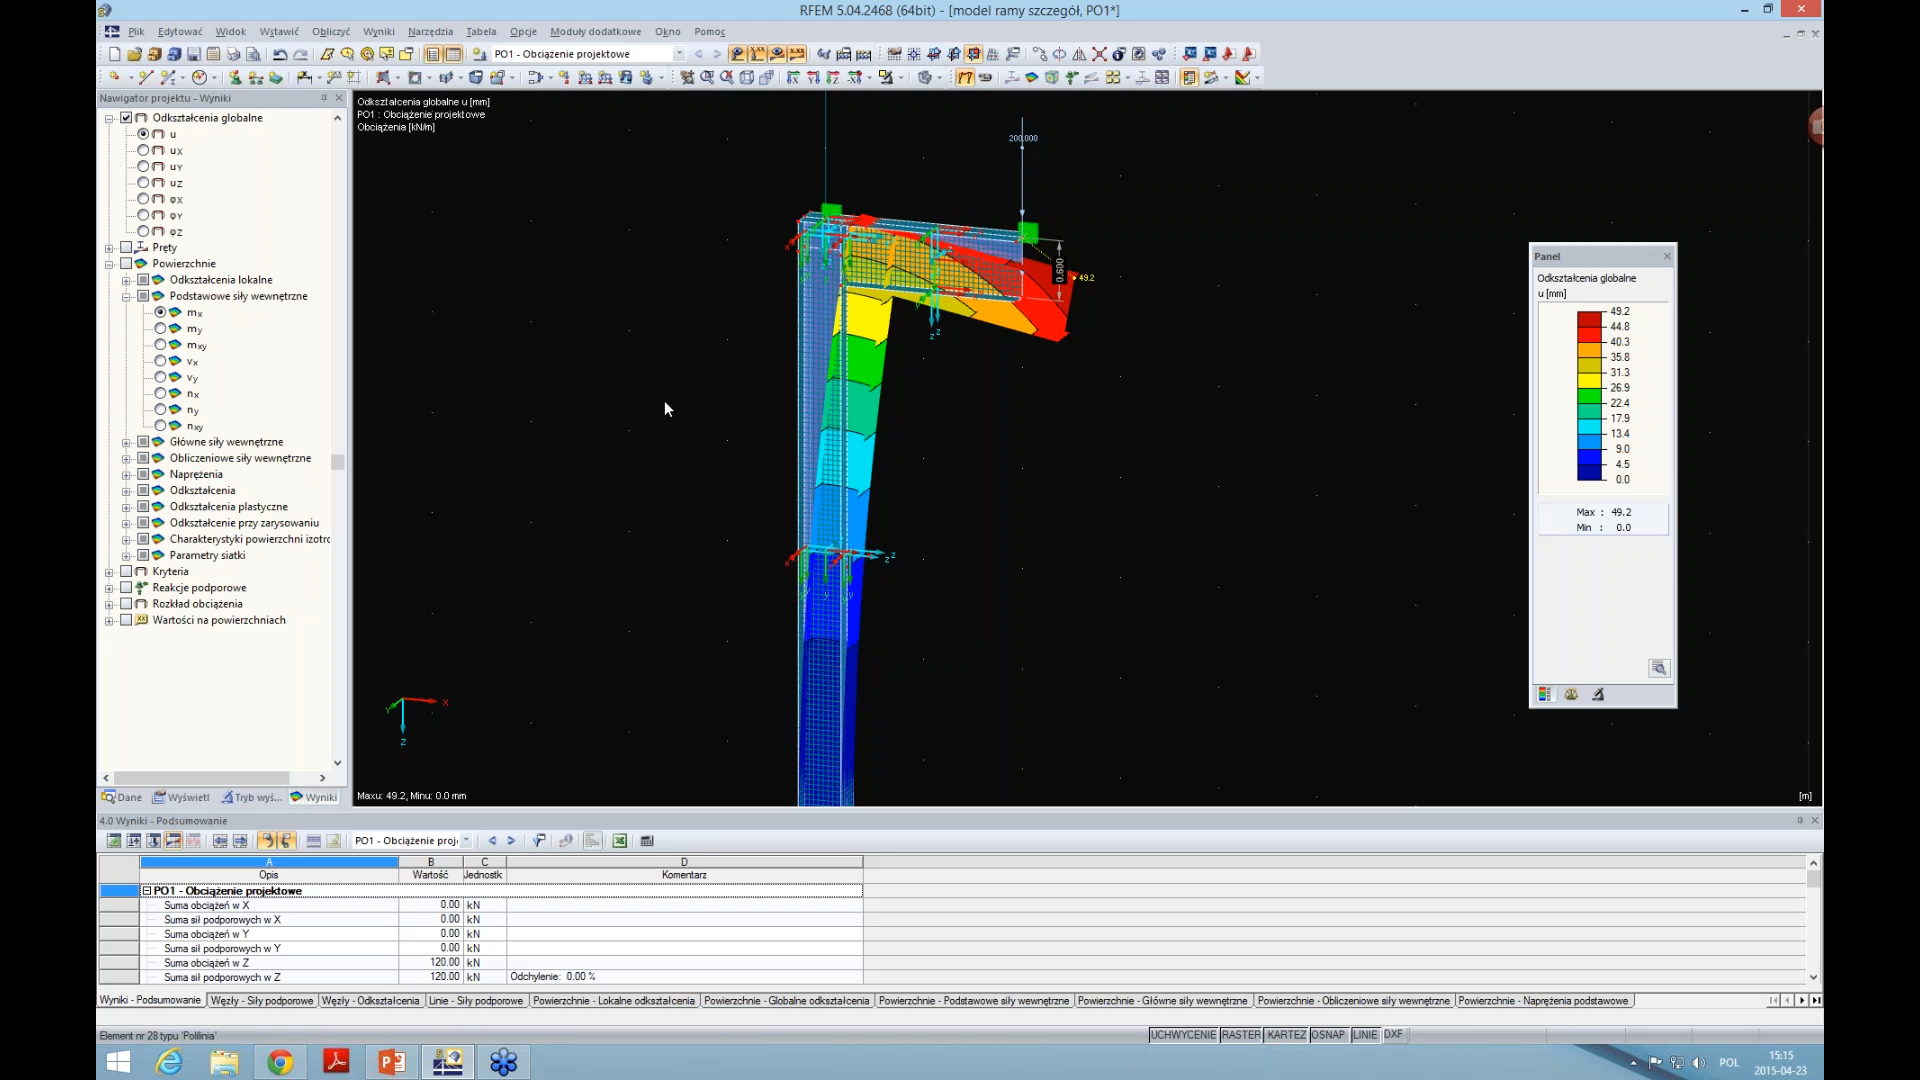 RFEM 5.04.2468 (64bit) - [model ramy szczegół, PO1*]
Plik Edytować Widok Wstawić Obliczyć Wyniki Narzędzia Tabela Opcje Moduły dodatkowe Okno Pomoc
PO1 - Obciążenie projektowe
Nawigator projektu - Wyniki
Odkształcenia globalne
u
uX
uY
uZ
φX
φY
φZ
Pręty
Powierzchnie
Odkształcenia lokalne
Podstawowe siły wewnętrzne
mx
my
mxy
vx
vy
nx
ny
nxy
Główne siły wewnętrzne
Obliczeniowe siły wewnętrzne
Naprężenia
Odkształcenia
Odkształcenia plastyczne
Odkształcenie przy zarysowaniu
Charakterystyki powierzchni izotro
Parametry siatki
Kryteria
Reakcje podporowe
Rozkład obciążenia
Wartości na powierzchniach
Dane Wyświetl Tryb wyś... Wyniki
Odkształcenia globalne u [mm]
PO1 : Obciążenie projektowe
Obciążenia [kN/m]
200.000
0.600
49.2
X
Y
Z
Maxu: 49.2, Minu: 0.0 mm
[m]
Panel
Odkształcenia globalne
u [mm]
49.2
44.8
40.3
35.8
31.3
26.9
22.4
17.9
13.4
9.0
4.5
0.0
Max : 49.2
Min : 0.0
4.0 Wyniki - Podsumowanie
PO1 - Obciążenie proj
A B C D
Opis Wartość Jednostk Komentarz
PO1 - Obciążenie projektowe
Suma obciążeń w X 0.00 kN
Suma sił podporowych w X 0.00 kN
Suma obciążeń w Y 0.00 kN
Suma sił podporowych w Y 0.00 kN
Suma obciążeń w Z 120.00 kN
Suma sił podporowych w Z 120.00 kN Odchylenie: 0.00 %
Wyniki - Podsumowanie Węzły - Siły podporowe Węzły - Odkształcenia Linie - Siły podporowe Powierzchnie - Lokalne odkształcenia Powierzchnie - Globalne odkształcenia Powierzchnie - Podstawowe siły wewnętrzne Powierzchnie - Główne siły wewnętrzne Powierzchnie - Obliczeniowe siły wewnętrzne Powierzchnie - Naprężenia podstawowe
Element nr 28 typu 'Polilinia'
UCHWYCENIE RASTER KARTEZ OSNAP LINIE DXF
POL
15:15
2015-04-23